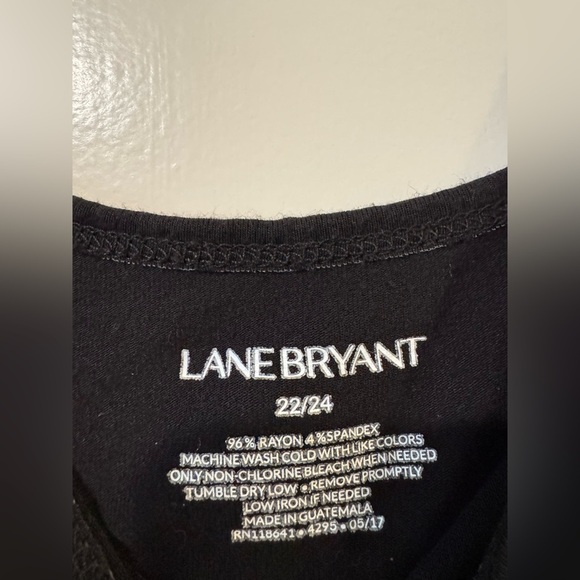 LANE BRYANT
22/24
96% RAYON 4% SPANDEX
MACHINE WASH COLD WITH LIKE COLORS
ONLY NON-CHLORINE BLEACH WHEN NEEDED
TUMBLE DRY LOW • REMOVE PROMPTLY
LOW IRON IF NEEDED
MADE IN GUATEMALA
RN118641 • 4295 • 05/17